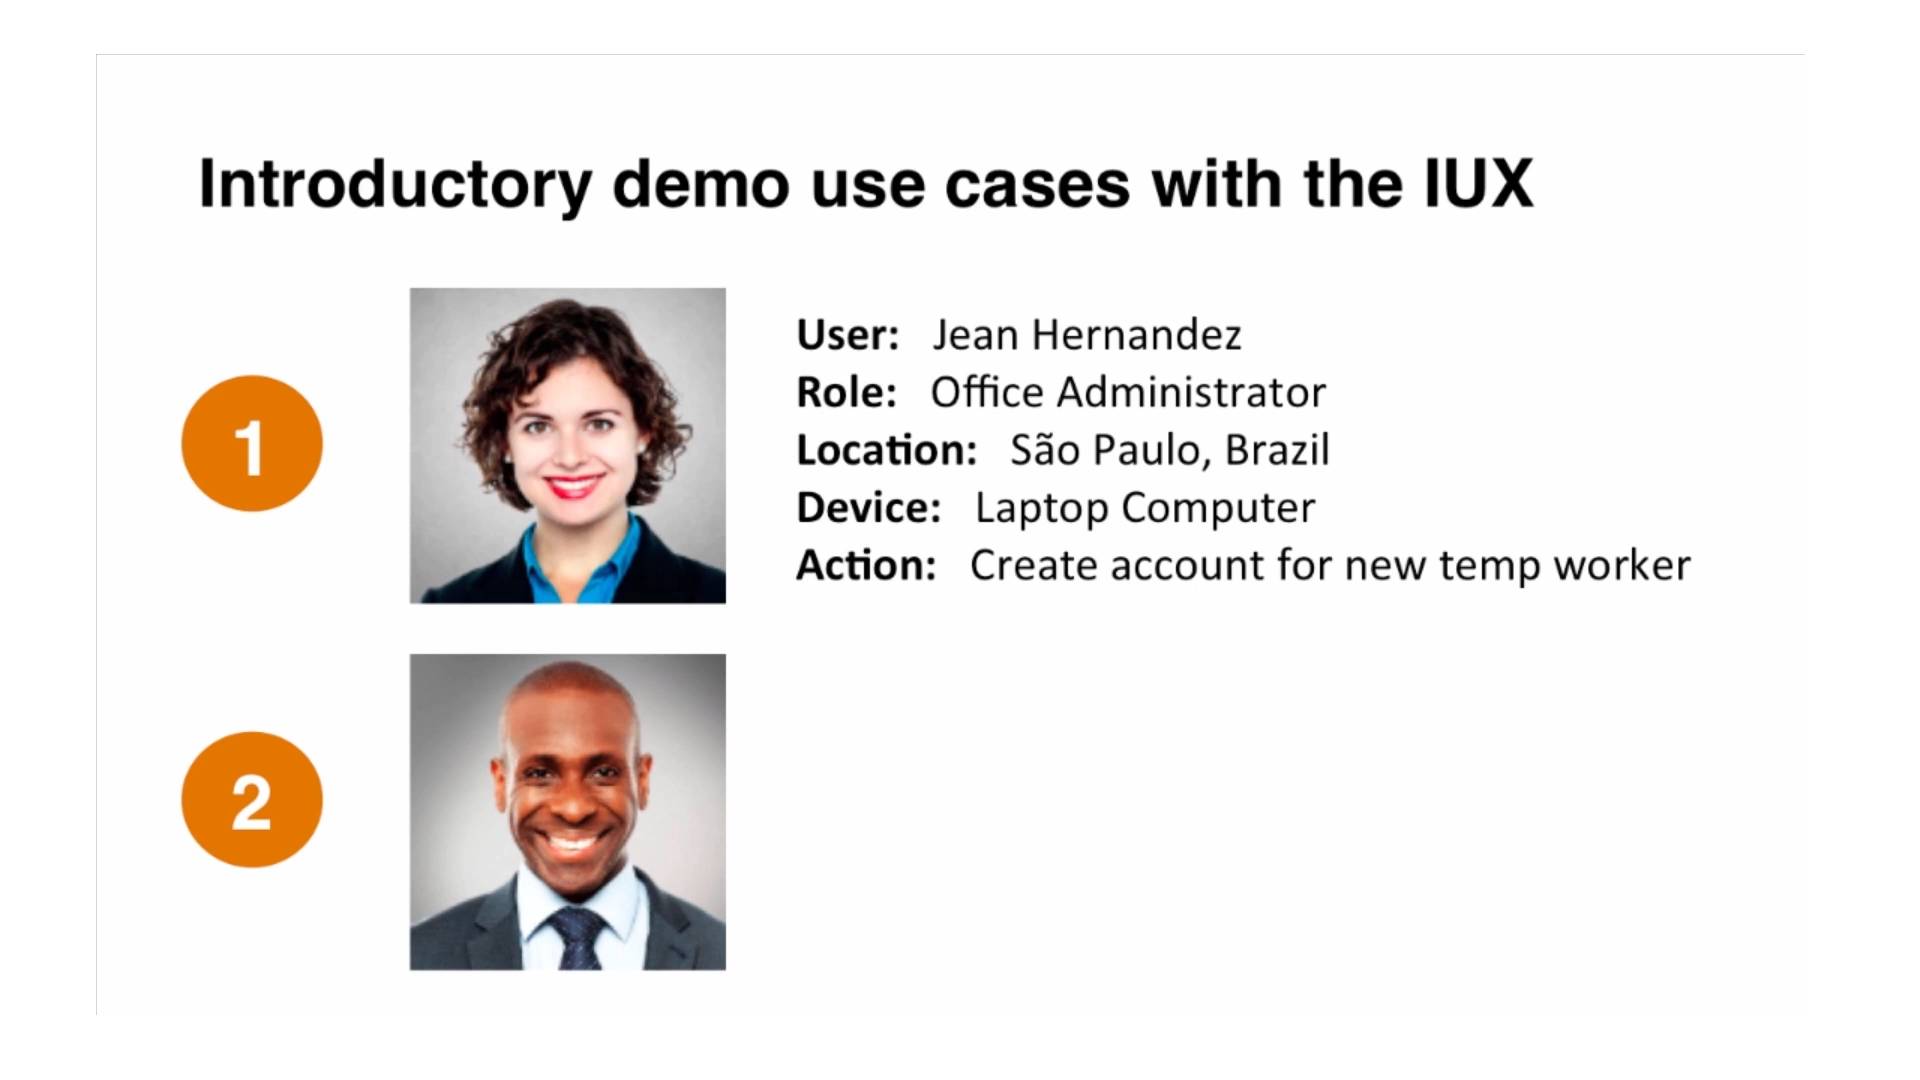 Introductory demo use cases with the IUX
1
User: Jean Hernandez
Role: Office Administrator
Location: São Paulo, Brazil
Device: Laptop Computer
Action: Create account for new temp worker
2